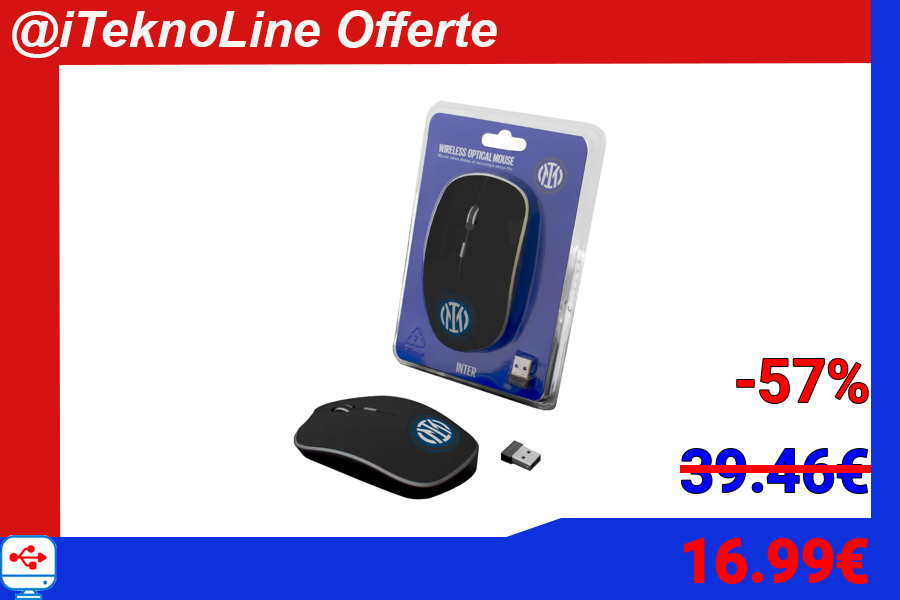 @iTeknoLine Offerte
WIRELESS OPTICAL MOUSE
INTER
-57%
39.46€
16.99€